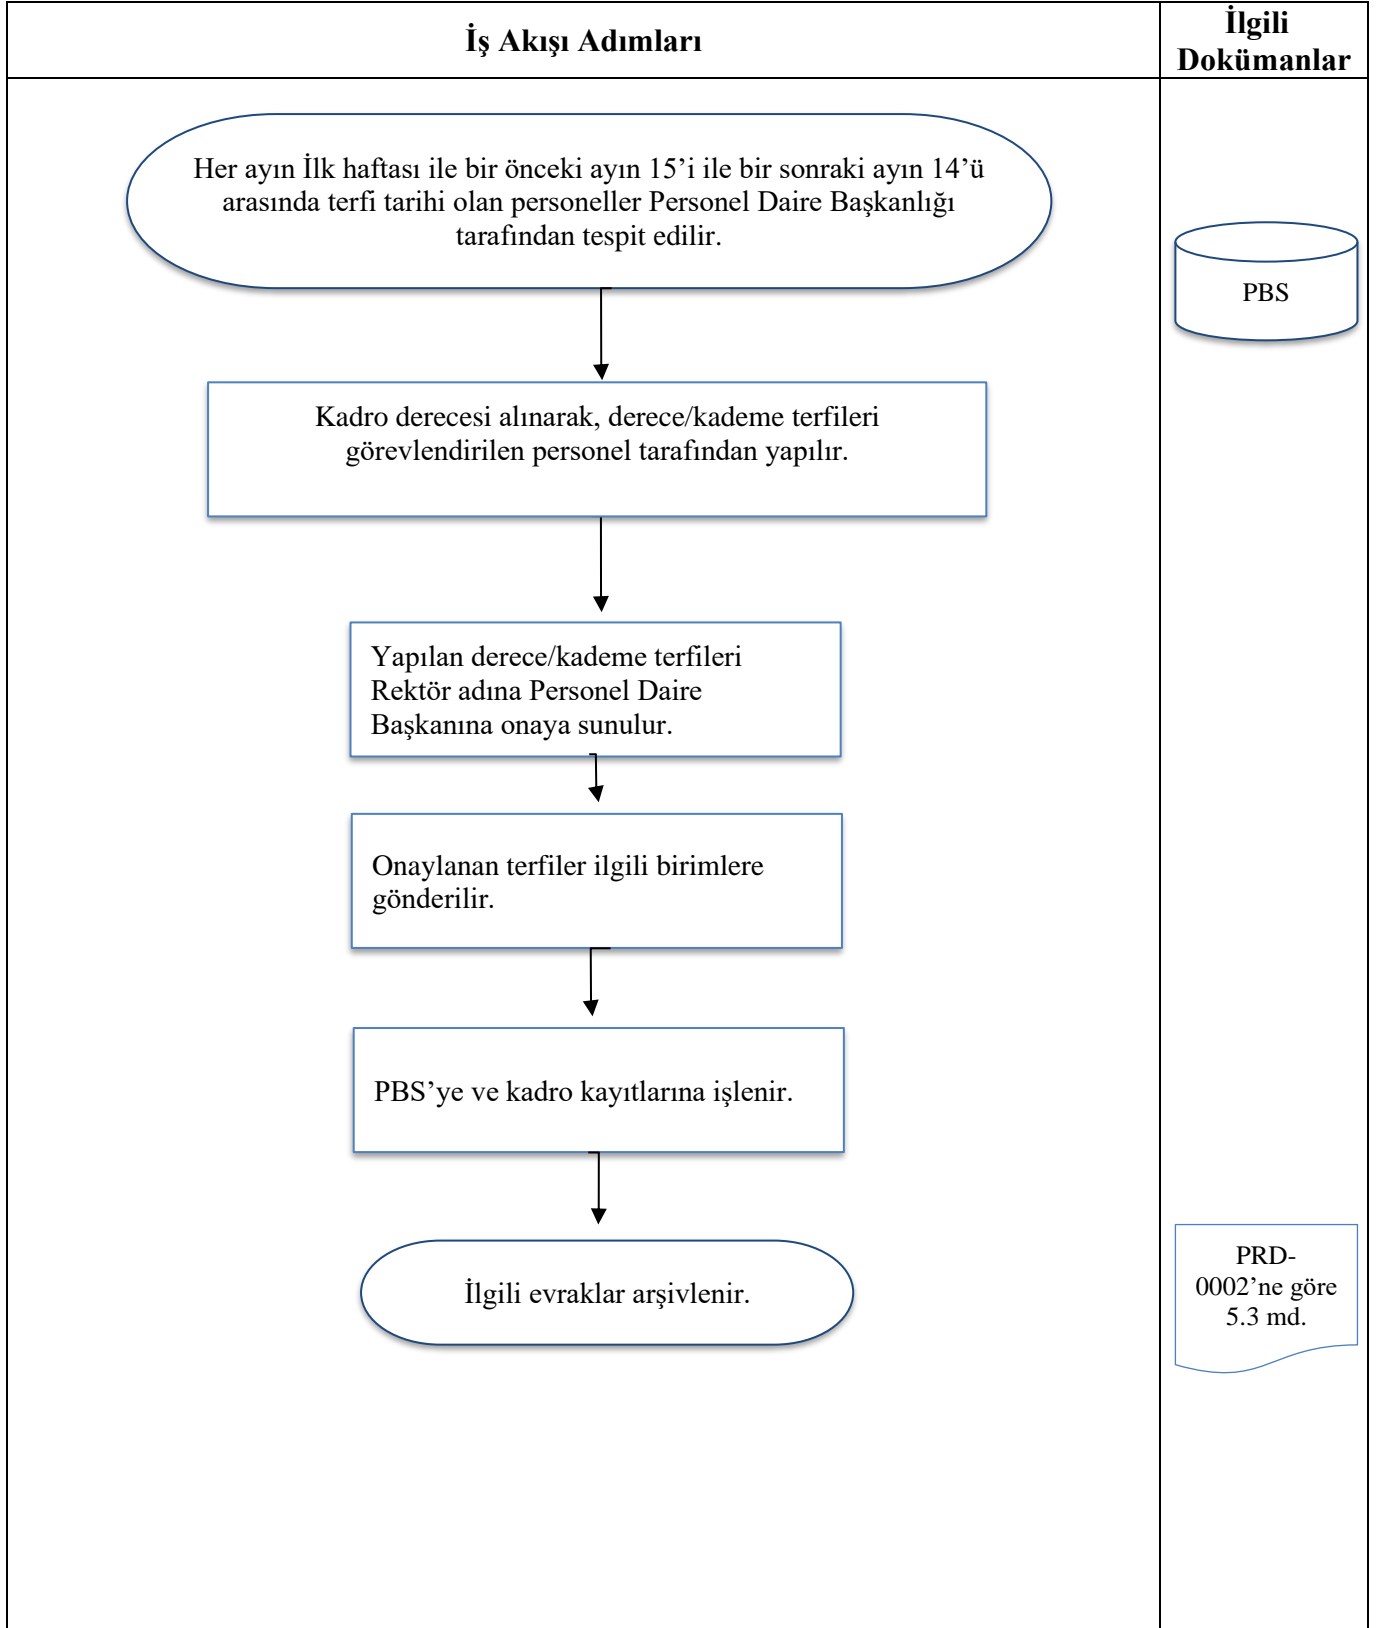 İş Akışı Adımları
İlgili
Dokümanlar
Her ayın İlk haftası ile bir önceki ayın 15’i ile bir sonraki ayın 14’ü
arasında terfi tarihi olan personeller Personel Daire Başkanlığı
tarafından tespit edilir.
PBS
Kadro derecesi alınarak, derece/kademe terfileri
görevlendirilen personel tarafından yapılır.
Yapılan derece/kademe terfileri
Rektör adına Personel Daire
Başkanına onaya sunulur.
Onaylanan terfiler ilgili birimlere
gönderilir.
PBS’ye ve kadro kayıtlarına işlenir.
İlgili evraklar arşivlenir.
PRD-
0002’ne göre
5.3 md.